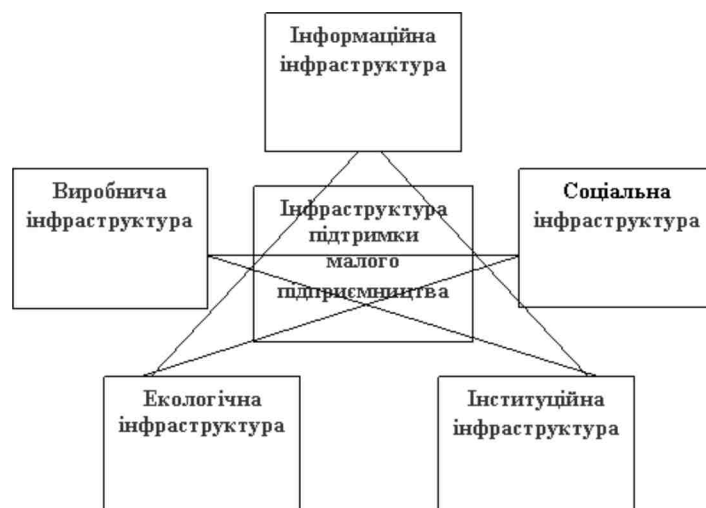 Інформаційна
інфраструктура
Виробнича
інфраструктура
Інфраструктура
підтримки
малого
підприємництва
Соціальна
інфраструктура
Екологічна
інфраструктура
Інституційна
інфраструктура